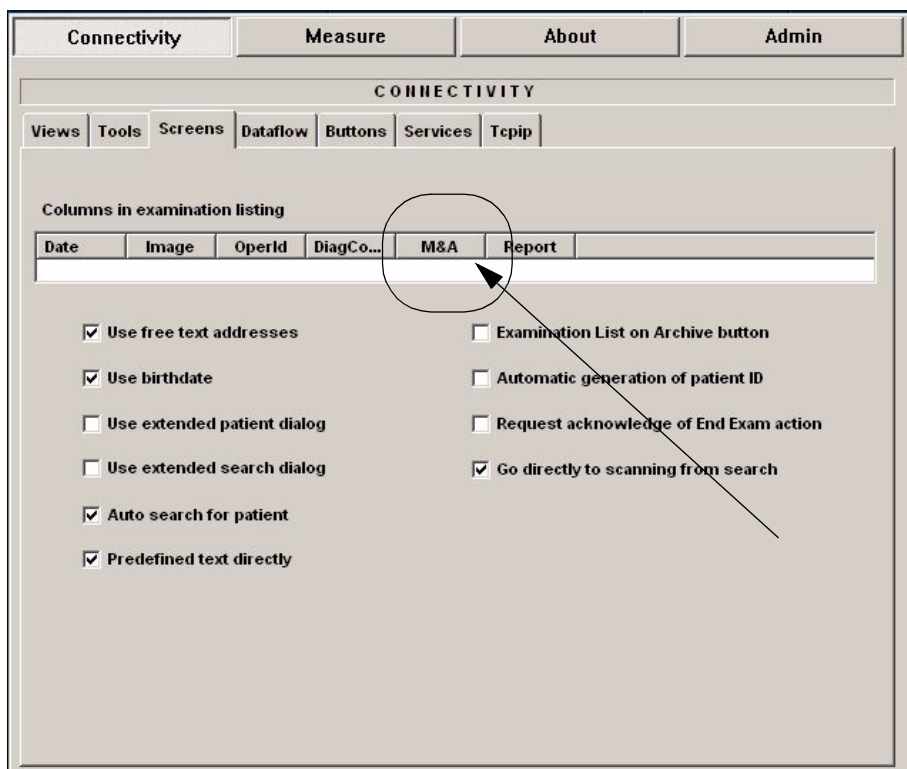 Connectivity Measure About Admin
CONNECTIVITY
Views Tools Screens Dataflow Buttons Services Tcpip
Columns in examination listing
Date Image OperId DiagCo... M&A Report
Use free text addresses
Examination List on Archive button
Use birthdate
Automatic generation of patient ID
Use extended patient dialog
Request acknowledge of End Exam action
Use extended search dialog
Go directly to scanning from search
Auto search for patient
Predefined text directly